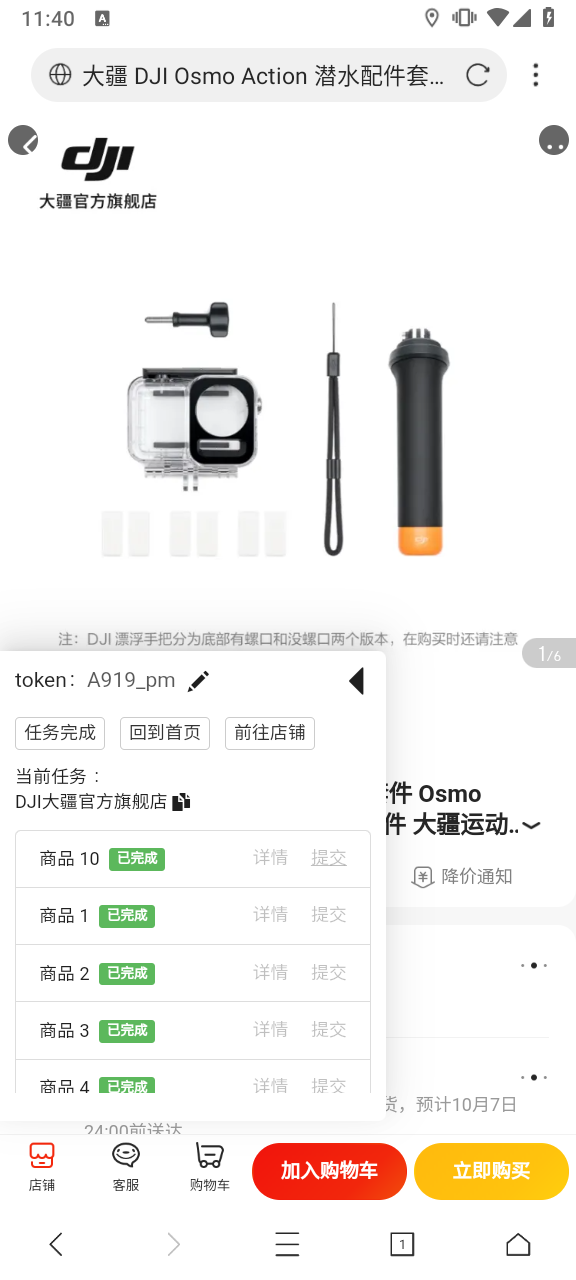 11:40
A
大疆 DJI Osmo Action 潜水配件套...
dji
大疆官方旗舰店
注：DJI 漂浮手把分为底部有螺口和没螺口两个版本，在购买时还请注意
1/6
token： A919_pm
任务完成 回到首页 前往店铺
当前任务 ：
DJI大疆官方旗舰店
件 Osmo
件 大疆运动..
降价通知
商品 10 已完成 详情 提交
商品 1 已完成 详情 提交
商品 2 已完成 详情 提交
商品 3 已完成 详情 提交
商品 4 已完成 详情 提交
货，预计10月7日
24:00前送达
店铺 客服 购物车 加入购物车 立即购买
1